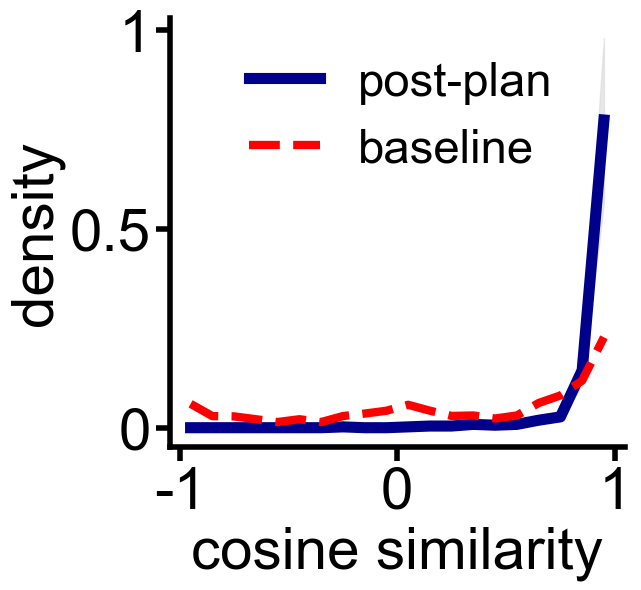 1
post-plan
baseline
density
0.5
0
-1
0
1
cosine similarity